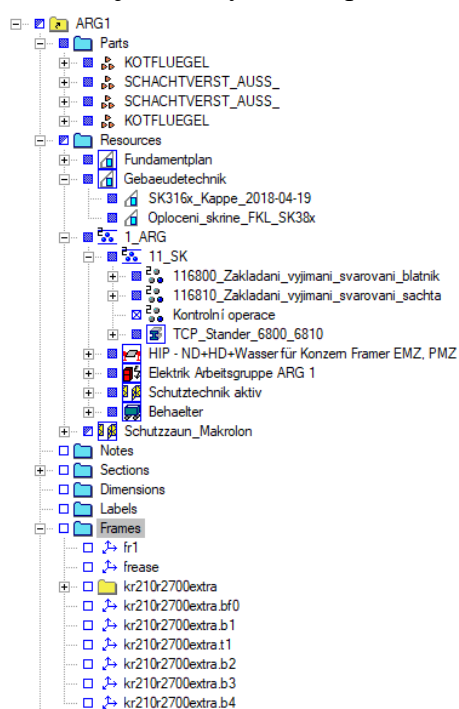 ARG1
Parts
KOTFLUEGEL
SCHACHTVERST_AUSS_
SCHACHTVERST_AUSS_
KOTFLUEGEL
Resources
Fundamentplan
Gebaeudetechnik
SK316x_Kappe_2018-04-19
Oploceni_skrine_FKL_SK38x
1_ARG
11_SK
116800_Zakladani_vyjimani_svarovani_blatnik
116810_Zakladani_vyjimani_svarovani_sachta
Kontrolní operace
TCP_Stander_6800_6810
HIP - ND+HD+Wasser für Konzern Framer EMZ, PMZ
Elektrik Arbeitsgruppe ARG 1
Schutztechnik aktiv
Behaelter
Schutzzaun_Makrolon
Notes
Sections
Dimensions
Labels
Frames
fr1
frease
kr210r2700extra
kr210r2700extra.bf0
kr210r2700extra.b1
kr210r2700extra.t1
kr210r2700extra.b2
kr210r2700extra.b3
kr210r2700extra.b4